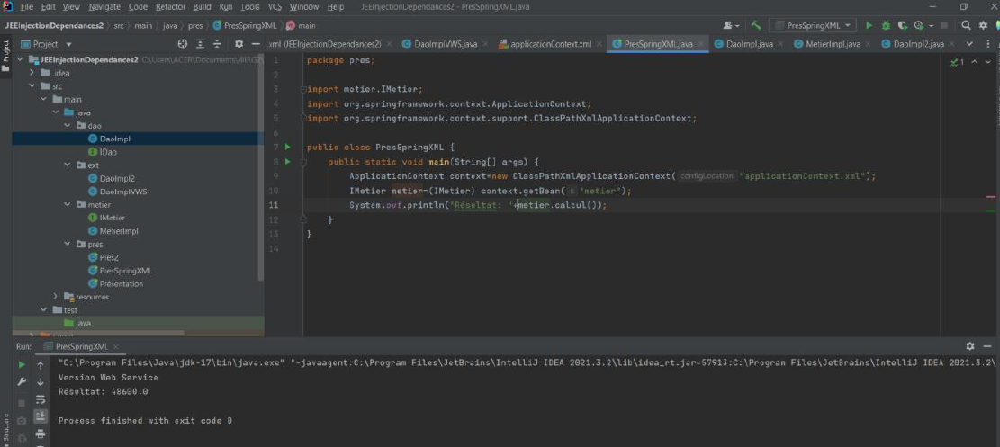 File Edit View Navigate Code Refactor Build Run Tools VCS Window Help JEEInjectionDependances2 - PresSpringXML.java
JEEInjectionDependances2 src main java pres PresSpringXML main PresSpringXML
Project
.xml (JEEInjectionDependances2) DaoImplVWS.java applicationContext.xml PresSpringXML.java DaoImpl.java MetierImpl.java DaoImpl2.java
Project
JEEInjectionDependances2 C:\Users\ACER\Documents\4IIRG2\
.idea
src
main
java
dao
DaoImpl
IDao
ext
DaoImpl2
DaoImplVWS
metier
IMetier
MetierImpl
pres
Pres2
PresSpringXML
Présentation
resources
test
java
1 package pres;
2
3 import metier.IMetier;
4 import org.springframework.context.ApplicationContext;
5 import org.springframework.context.support.ClassPathXmlApplicationContext;
6
7 public class PresSpringXML {
8 public static void main(String[] args) {
9 ApplicationContext context=new ClassPathXmlApplicationContext( configLocation: "applicationContext.xml");
10 IMetier metier=(IMetier) context.getBean( s: "metier");
11 System.out.println("Résultat: "+metier.calcul());
12 }
13 }
14
1
Run: PresSpringXML
"C:\Program Files\Java\jdk-17\bin\java.exe" "-javaagent:C:\Program Files\JetBrains\IntelliJ IDEA 2021.3.2\lib\idea_rt.jar=57913:C:\Program Files\JetBrains\IntelliJ IDEA 2021.3.2\
Version Web Service
Résultat: 48600.0
Process finished with exit code 0
Structure